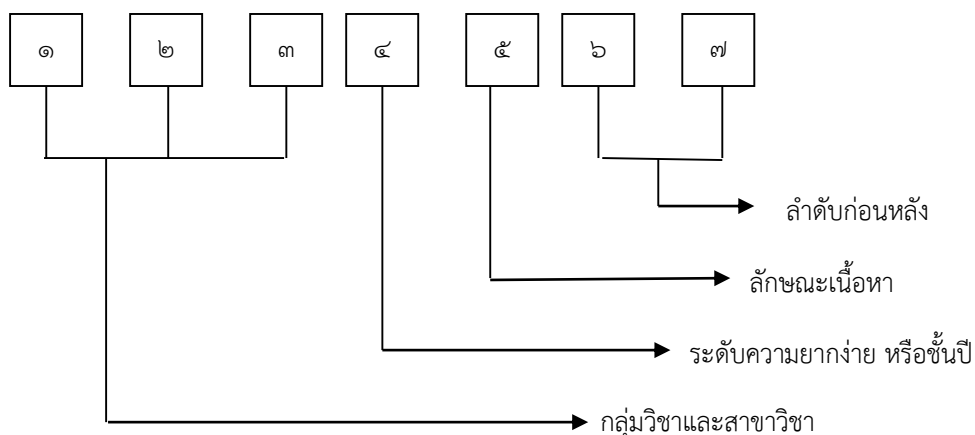 ๑ ๒ ๓ ๔ ๕ ๖ ๗
ลำดับก่อนหลัง
ลักษณะเนื้อหา
ระดับความยากง่าย หรือชั้นปี
กลุ่มวิชาและสาขาวิชา